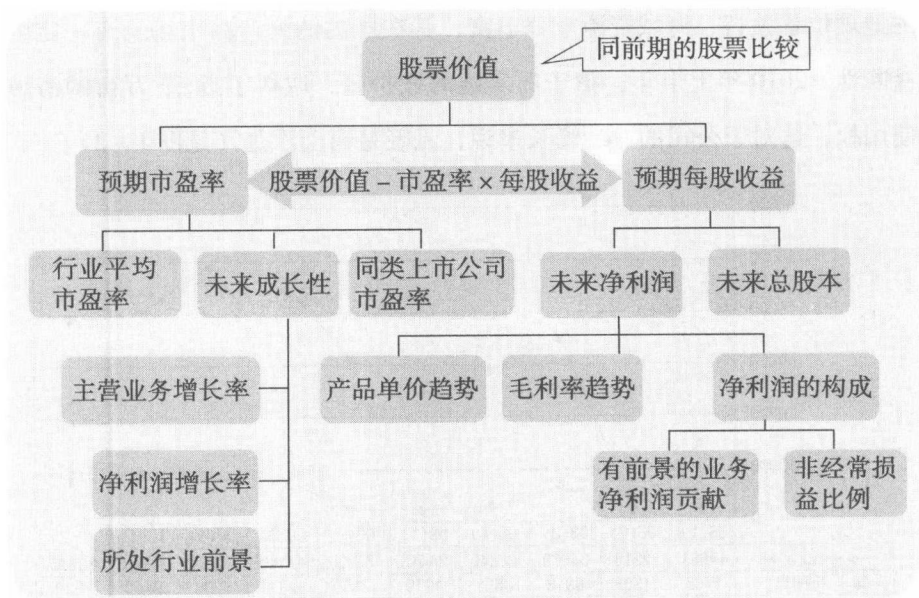 股票价值
同前期的股票比较
预期市盈率
股票价值－市盈率×每股收益
预期每股收益
行业平均
市盈率
未来成长性
同类上市公司
市盈率
未来净利润
未来总股本
主营业务增长率
产品单价趋势
毛利率趋势
净利润的构成
净利润增长率
有前景的业务
净利润贡献
非经常损
益比例
所处行业前景